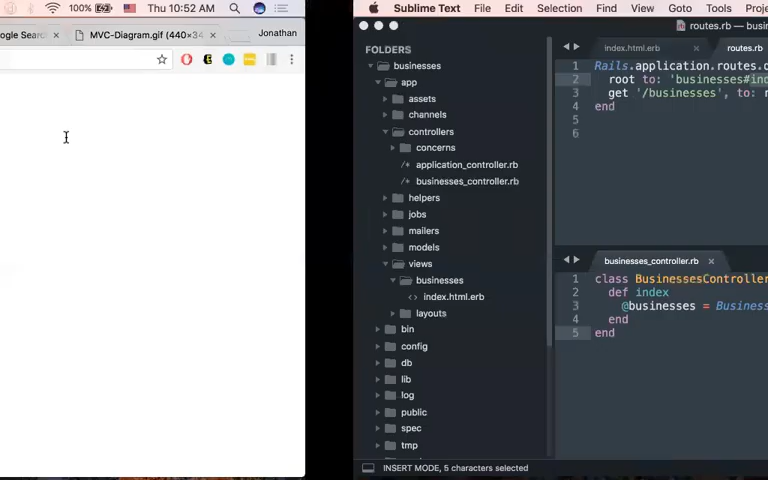 100%
Thu 10:52 AM
ogle Searc
MVC-Diagram.gif (440×34
Jonathan
Sublime Text File Edit Selection Find View Goto Tools
routes.rb — busi
FOLDERS
businesses
app
assets
channels
controllers
concerns
application_controller.rb
businesses_controller.rb
helpers
jobs
mailers
models
views
businesses
index.html.erb
layouts
bin
config
db
lib
log
public
spec
tmp
index.html.erb
routes.rb
1 Rails.application.routes.d
2 root to: 'businesses#ind
3 get '/businesses', to: r
4 end
5
6
businesses_controller.rb
1 class BusinessesController
2 def index
3 @businesses = Business
4 end
5 end
INSERT MODE, 5 characters selected